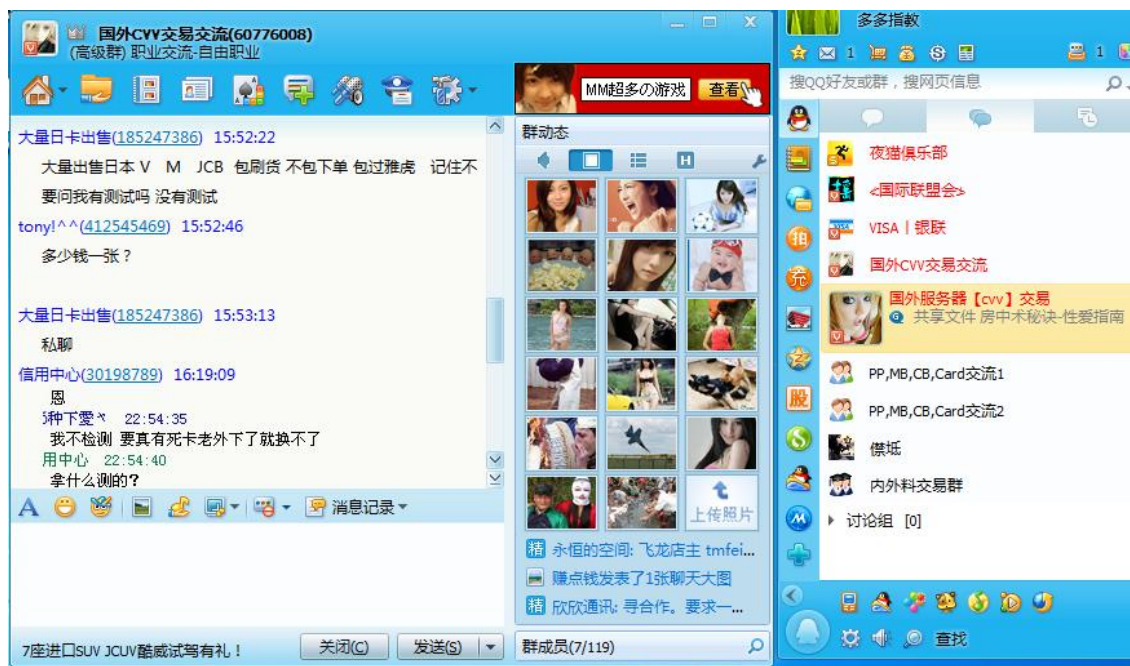 国外CVV交易交流(60776008)
(高级群) 职业交流-自由职业
MM超多の游戏
查看
大量日卡出售(185247386) 15:52:22
大量出售日本 V M JCB 包刷货 不包下单 包过雅虎 记住不
要问我有测试吗 没有测试
tony!^^(412545469) 15:52:46
多少钱一张？
大量日卡出售(185247386) 15:53:13
私聊
信用中心(30198789) 16:19:09
恩
种下愛 22:54:35
我不检测 要真有死卡老外下了就换不了
用中心 22:54:40
拿什么测的?
消息记录
7座进口SUV JCUV酷威试驾有礼！
关闭(C)
发送(S)
群动态
上传照片
精 永恒的空间: 飞龙店主 tmfei...
赚点钱发表了1张聊天大图
精 欣欣通讯: 寻合作。要求一...
群成员(7/119)
多多指教
1
1
搜QQ好友或群，搜网页信息
夜猫俱乐部
<国际联盟会>
VISA | 银联
国外CVV交易交流
国外服务器【cvv】交易
共享文件 房中术秘诀-性爱指南
PP,MB,CB,Card交流1
PP,MB,CB,Card交流2
僸坻
内外科交易群
讨论组 [0]
拍
充
股
查找